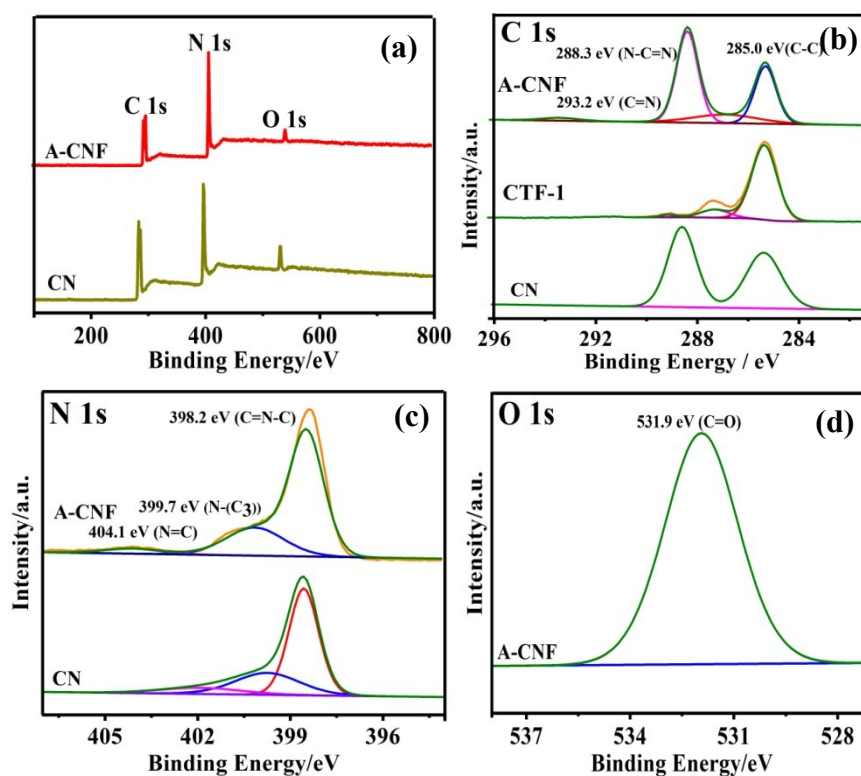 (a)
N 1s
C 1s
O 1s
A-CNF
CN
200 400 600 800
Binding Energy/eV
C 1s
(b)
288.3 eV (N-C=N)
285.0 eV(C-C)
A-CNF
293.2 eV (C=N)
CTF-1
CN
Intensity/a.u.
296 292 288 284
Binding Energy / eV
N 1s
(c)
398.2 eV (C=N-C)
399.7 eV (N-(C3))
A-CNF
404.1 eV (N=C)
CN
Intensity/a.u.
405 402 399 396
Binding Energy/eV
O 1s
(d)
531.9 eV (C=O)
A-CNF
Intensity/a.u.
537 534 531 528
Binding Energy/eV